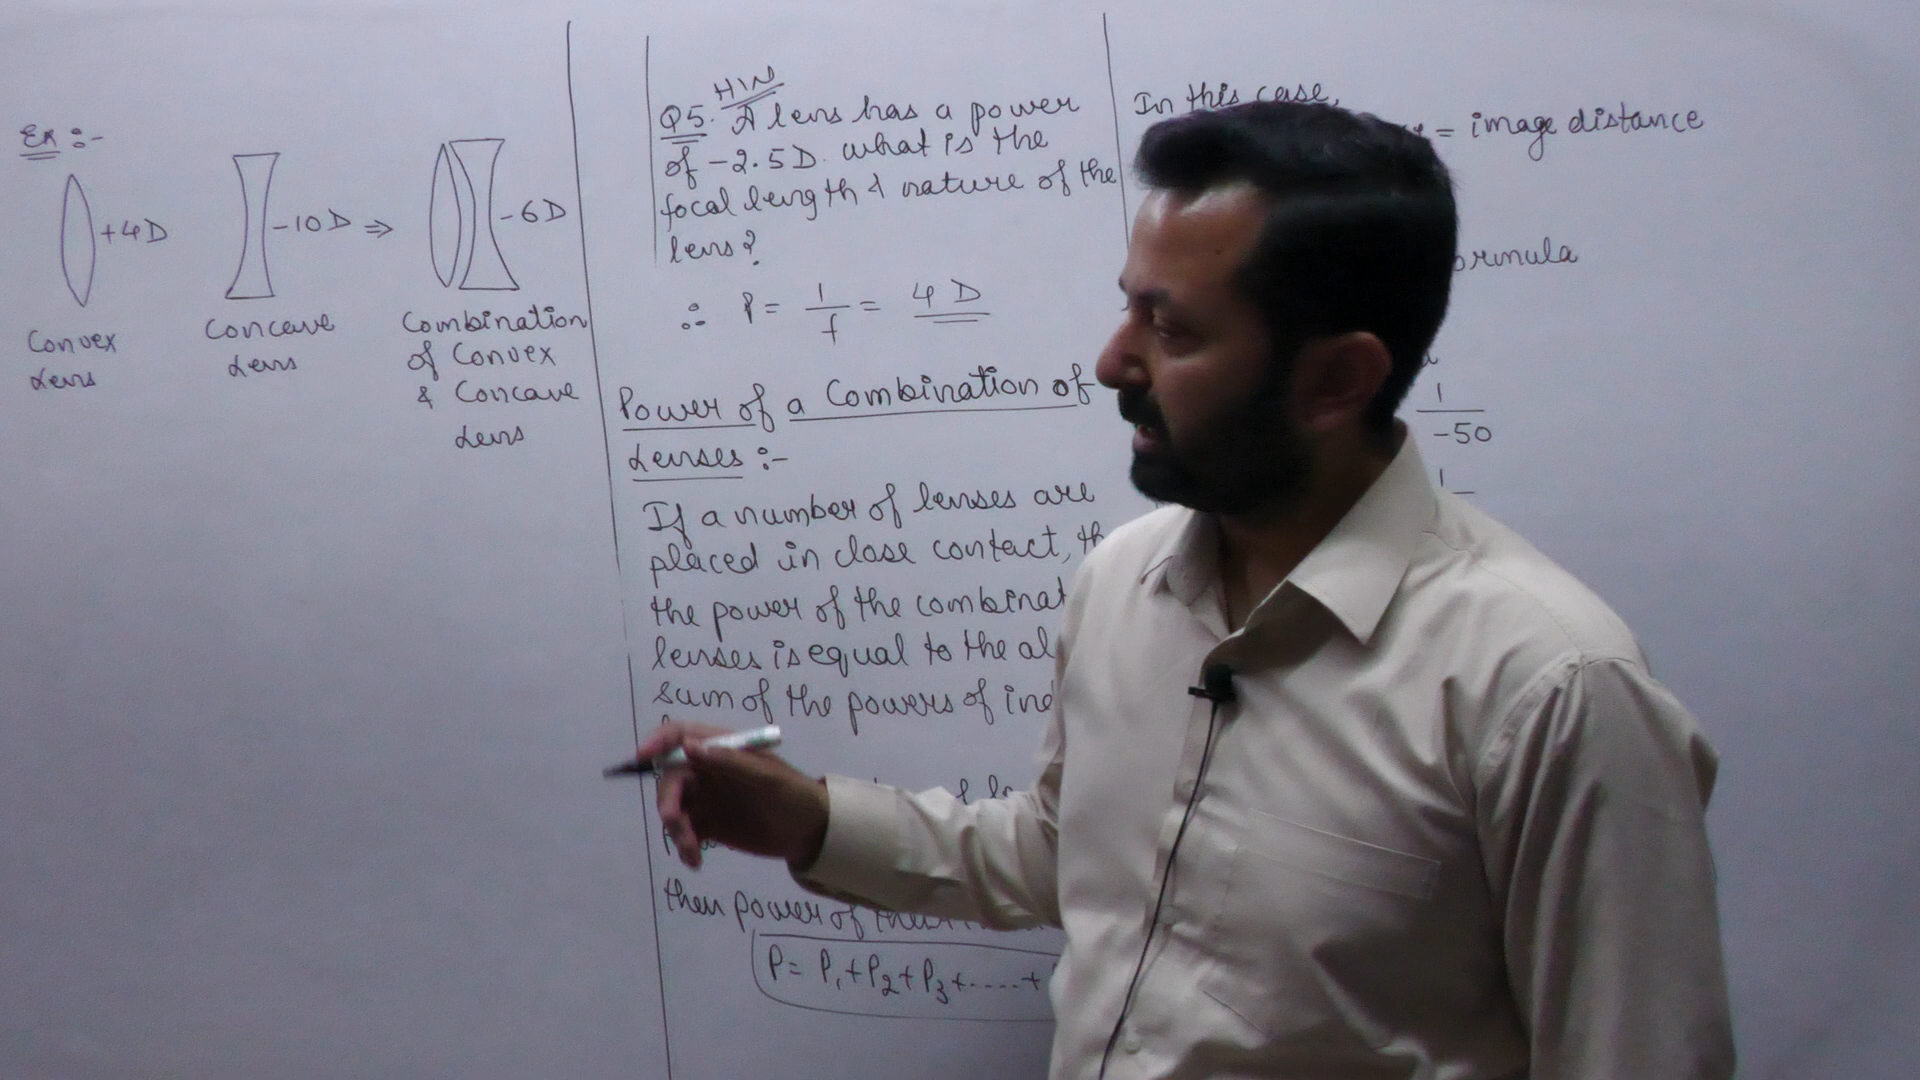 Ex :-
+4D
-10D ⇒
-6D
Convex
Lens
Concave
Lens
Combination
of Convex
& Concave
Lens
H/W
Q5. A lens has a power
of -2.5D. what is the
focal length & nature of the
lens?
∴ P = 1/f = 4 D
Power of a Combination of
Lenses :-
If a number of lenses are
placed in close contact, th
the power of the combinat
lenses is equal to the al
sum of the powers of ind
then power of their
P = P1 + P2 + P3 + ..... +
In this case,
= image distance
ormula
1
-50
1